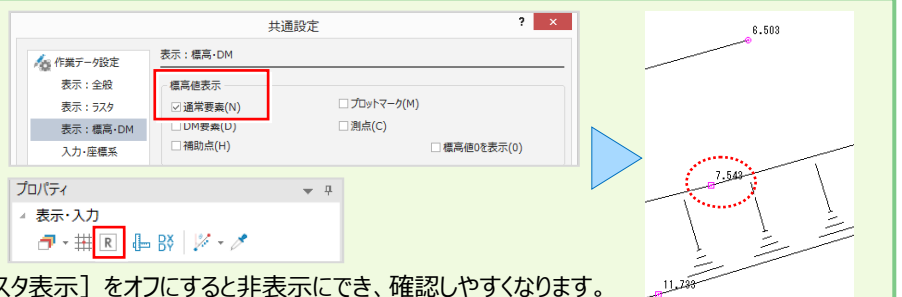 共通設定
?
×
作業データ設定
表示：全般
表示：ラスタ
表示：標高・DM
入力・座標系
表示：標高・DM
標高値表示
通常要素(N)
プロットマーク(M)
DM要素(D)
測点(C)
補助点(H)
標高値0を表示(0)
プロパティ
表示・入力
R
DX
DY
スタ表示］をオフにすると非表示にでき、確認しやすくなります。
6.503
7.543
11.733